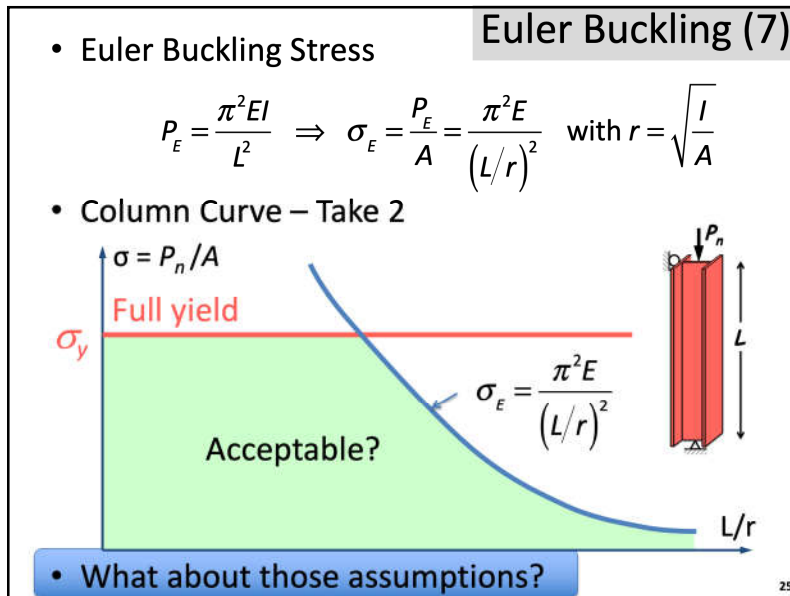 Euler Buckling (7)
• Euler Buckling Stress
P_E = π²EI / L² ⇒ σ_E = P_E / A = π²E / (L/r)² with r = √(I/A)
• Column Curve – Take 2
σ = P_n/A
P_n
Full yield
σ_y
L
σ_E = π²E / (L/r)²
Acceptable?
L/r
• What about those assumptions?
25